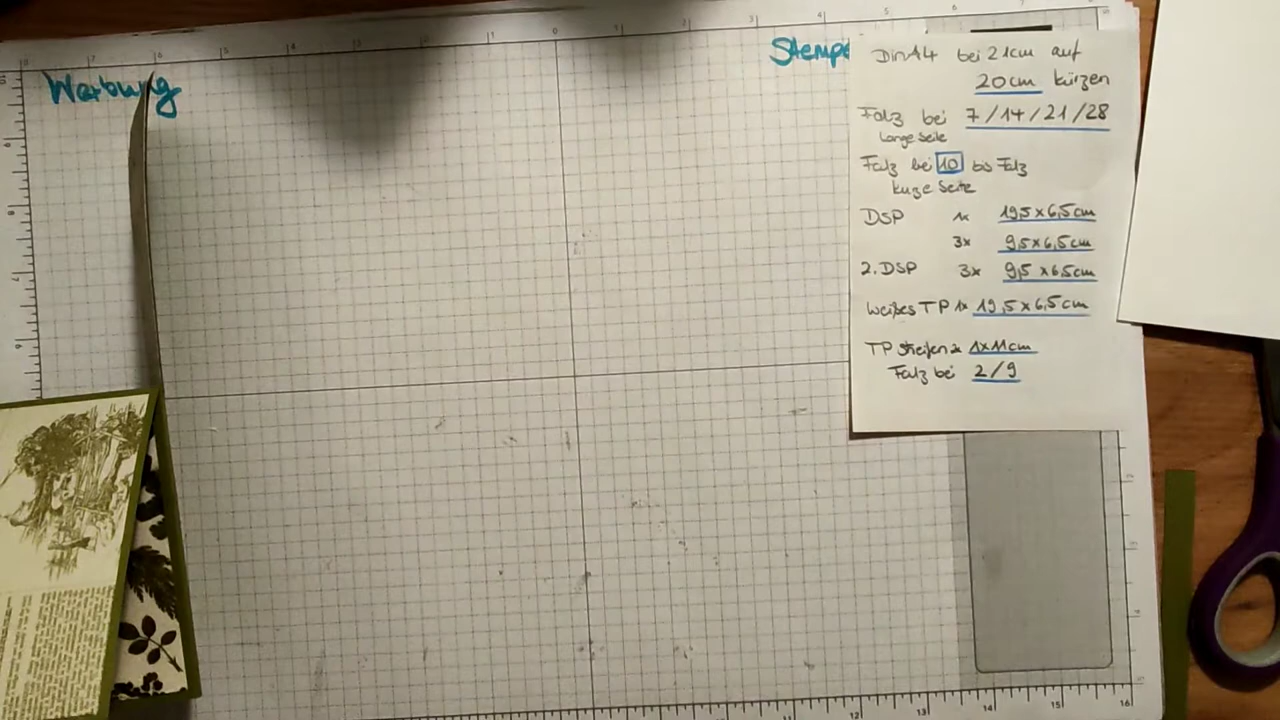 Werbung
Stempe
DinA4 bei 21cm auf
20cm kürzen
Falz bei 7/14/21/28
lange Seite
Falz bei 10 bis Falz
kurze Seite
DSP 1x 19,5x6,5cm
3x 9,5x6,5cm
2.DSP 3x 9,5x6,5cm
weißes TP 1x 19,5x6,5cm
TP Streifen 2x 1x11cm
Falz bei 2/9